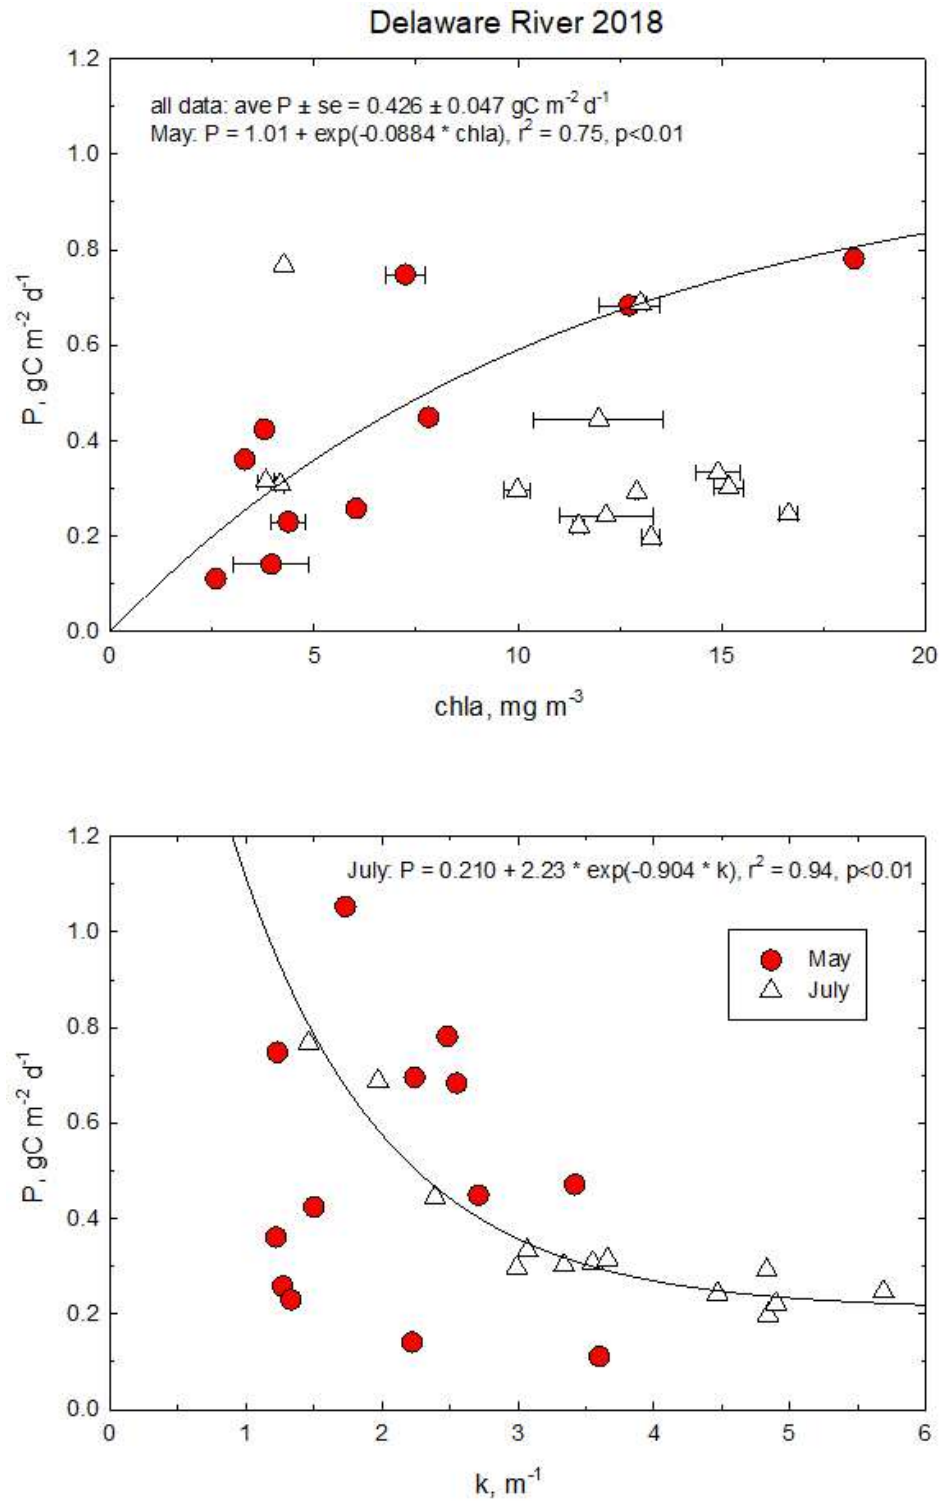 Delaware River 2018
all data: ave P ± se = 0.426 ± 0.047 gC m⁻² d⁻¹
May: P = 1.01 + exp(-0.0884 * chla), r² = 0.75, p<0.01
1.2
1.0
0.8
0.6
0.4
0.2
0.0
P, gC m⁻² d⁻¹
0 5 10 15 20
chla, mg m⁻³
July: P = 0.210 + 2.23 * exp(-0.904 * k), r² = 0.94, p<0.01
May
July
1.2
1.0
0.8
0.6
0.4
0.2
0.0
P, gC m⁻² d⁻¹
0 1 2 3 4 5 6
k, m⁻¹